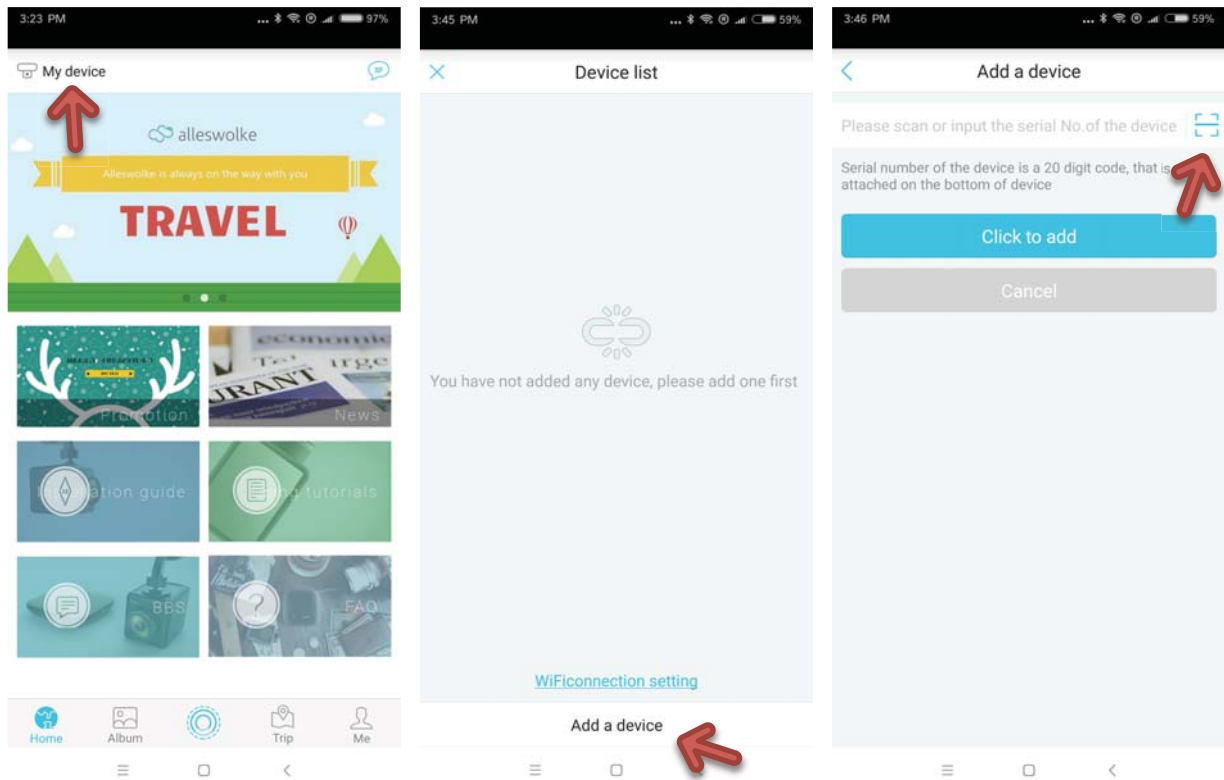 3:23 PM
... 97%
My device
alleswolke
Alleswolke is always on the way with you
TRAVEL
economic
URANT
Promotion
News
guide
tutorials
BBS
FAQ
Home
Album
Trip
Me
3:45 PM
... 59%
Device list
You have not added any device, please add one first
WiFiconnection setting
Add a device
3:46 PM
... 59%
Add a device
Please scan or input the serial No.of the device
Serial number of the device is a 20 digit code, that is
attached on the bottom of device
Click to add
Cancel